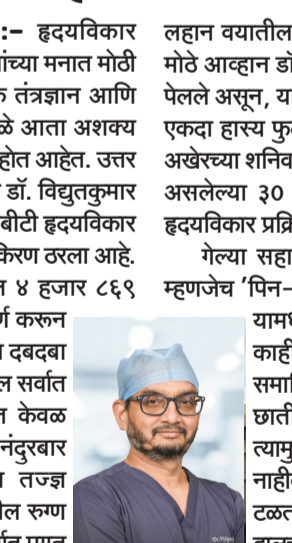 :– हृदयविकार
च्या मनात मोठी
तंत्रज्ञान आणि
आता अशक्य
होत आहेत. उत्तर
डॉ. विद्युतकुमार
हृदयविकार
किरण ठरला आहे.
४ हजार ८६९
करून
दबदबा
सर्वात
केवळ
नंदुरबार
तज्ज्ञ
रुग्ण
लहान वयातील
मोठे आव्हान डॉ
पेलले असून, या
एकदा हास्य फु
अखेरच्या शनिव
असलेल्या ३०
हृदयविकार प्रक्रि
गेल्या सहा
म्हणजेच 'पिन–
यामध
काही
समावि
छाती
त्यामु
नाही
टळत